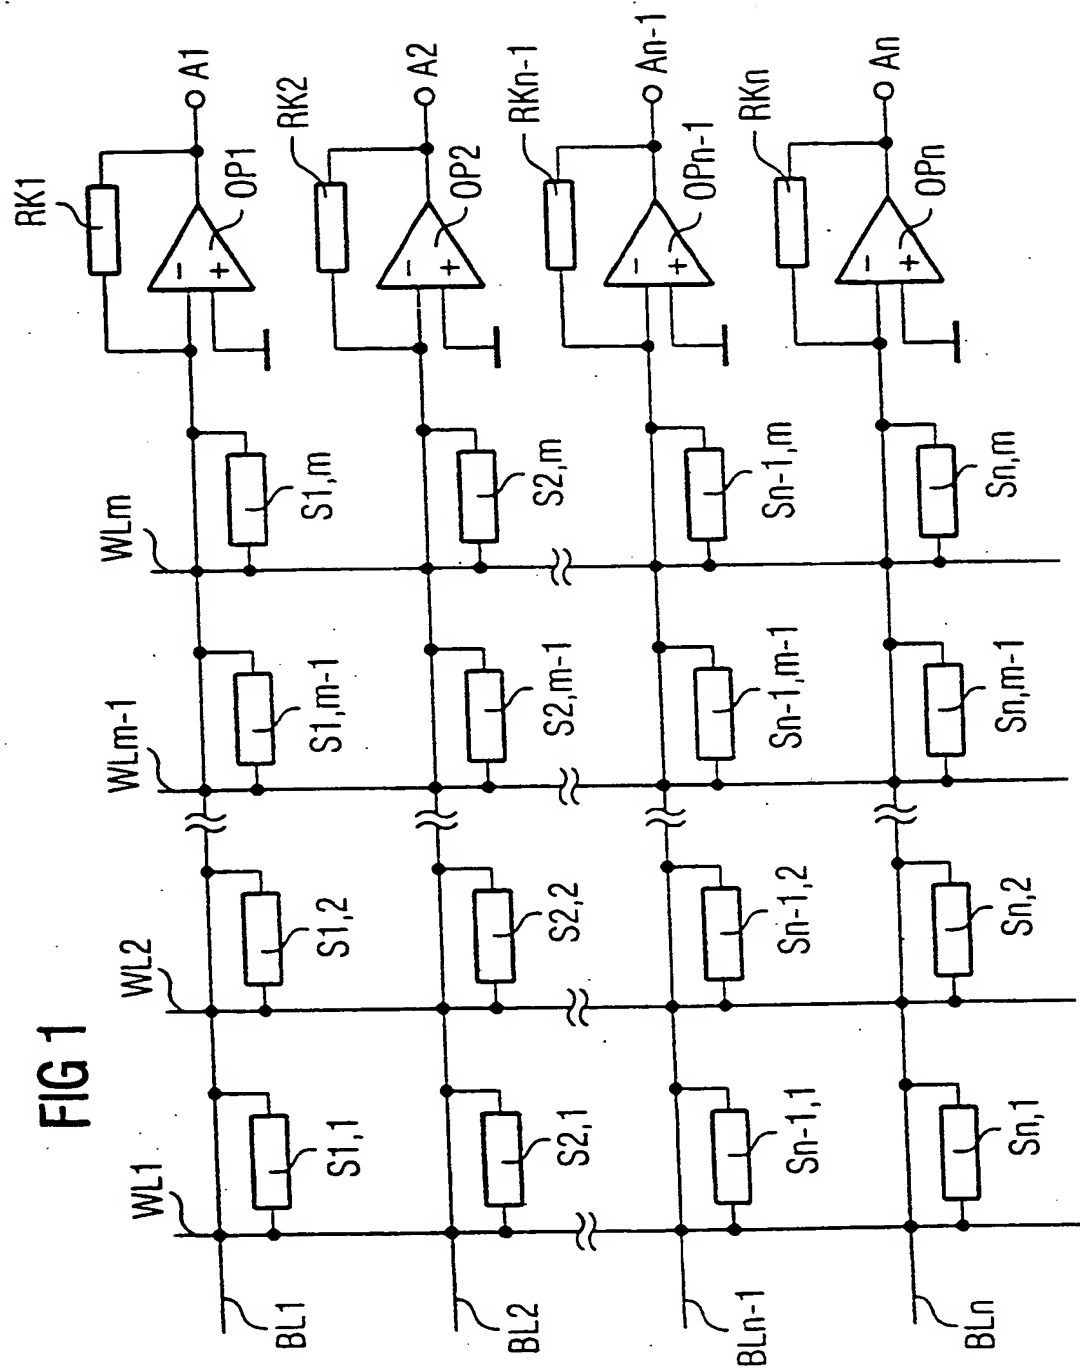 FIG 1
WL1
WL2
WLm-1
WLm
RK1
A1
OP1
BL1
S1,1
S1,2
S1,m-1
S1,m
RK2
A2
OP2
BL2
S2,1
S2,2
S2,m-1
S2,m
RKn-1
An-1
OPn-1
BLn-1
Sn-1,1
Sn-1,2
Sn-1,m-1
Sn-1,m
RKn
An
OPn
BLn
Sn,1
Sn,2
Sn,m-1
Sn,m
−
+
−
+
−
+
−
+